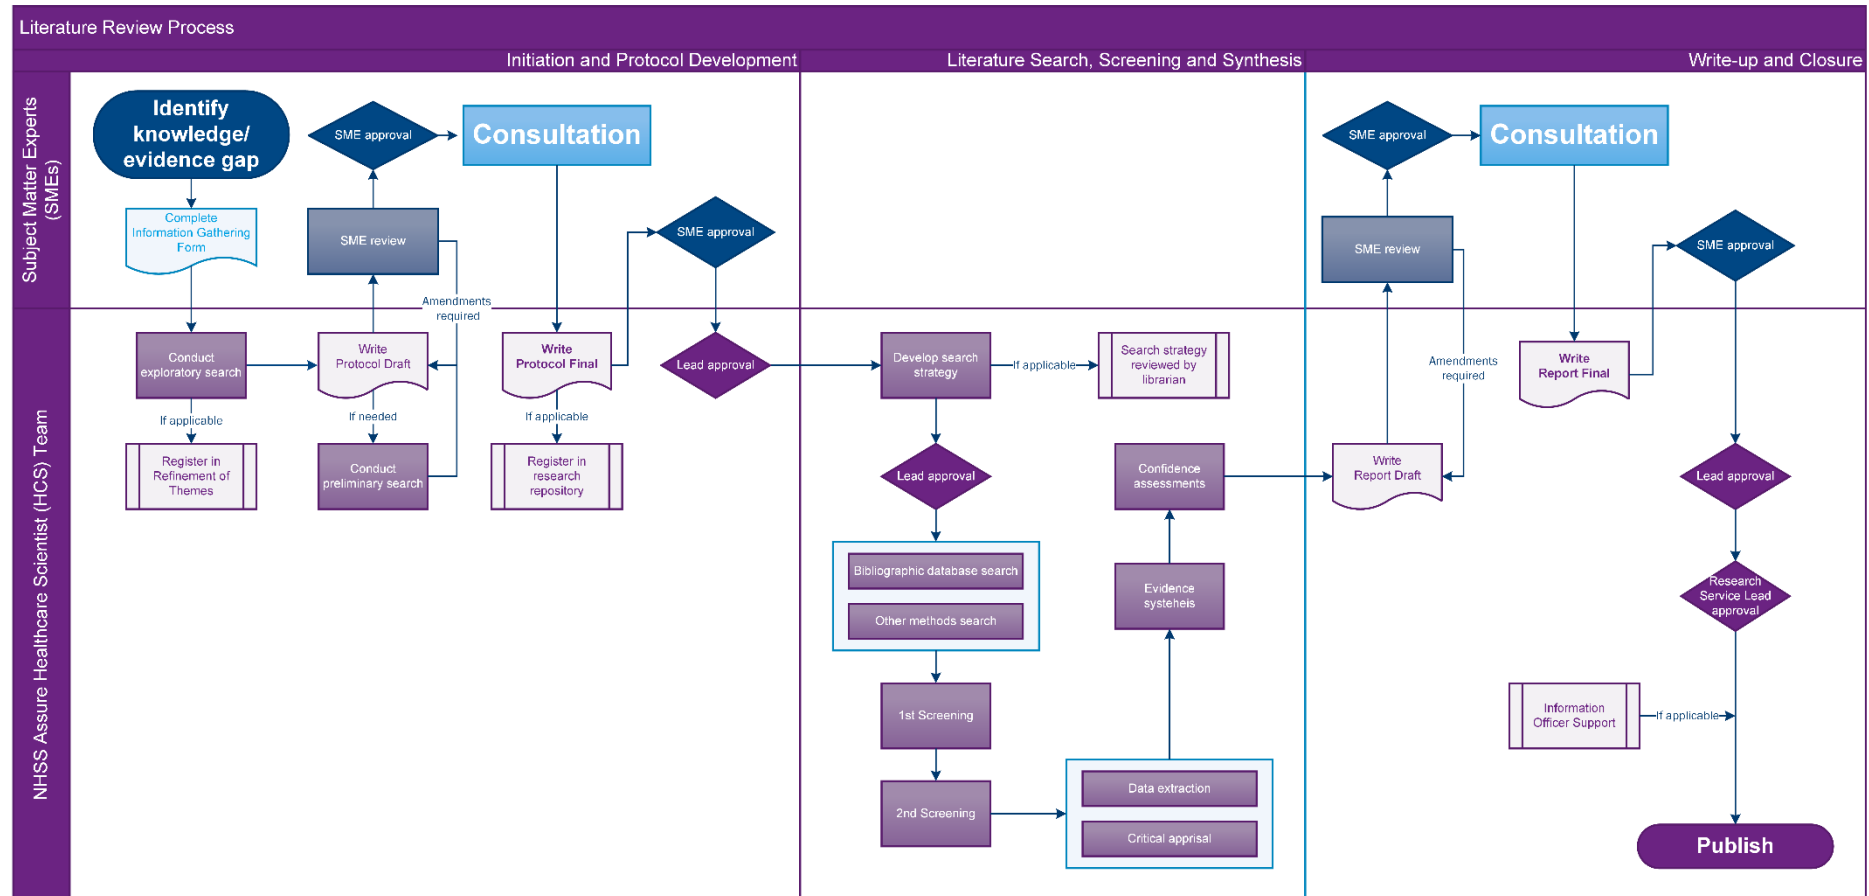 Literature Review Process
Initiation and Protocol Development
Literature Search, Screening and Synthesis
Write-up and Closure
Subject Matter Experts
(SMEs)
Identify
knowledge/
evidence gap
Complete
Information Gathering
Form
SME approval
SME review
Consultation
SME approval
Amendments
required
SME approval
SME review
Consultation
SME approval
NHSS Assure Healthcare Scientist (HCS) Team
Conduct
exploratory search
If applicable
Register in
Refinement of
Themes
Write
Protocol Draft
If needed
Conduct
preliminary search
Write
Protocol Final
If applicable
Register in
research
repository
Lead approval
Develop search
strategy
If applicable
Search strategy
reviewed by
librarian
Lead approval
Bibliographic database search
Other methods search
1st Screening
2nd Screening
Data extraction
Critical apprisal
Evidence
systeheis
Confidence
assessments
Write
Report Draft
Amendments
required
Write
Report Final
Lead approval
Research
Service Lead
approval
Information
Officer Support
If applicable
Publish